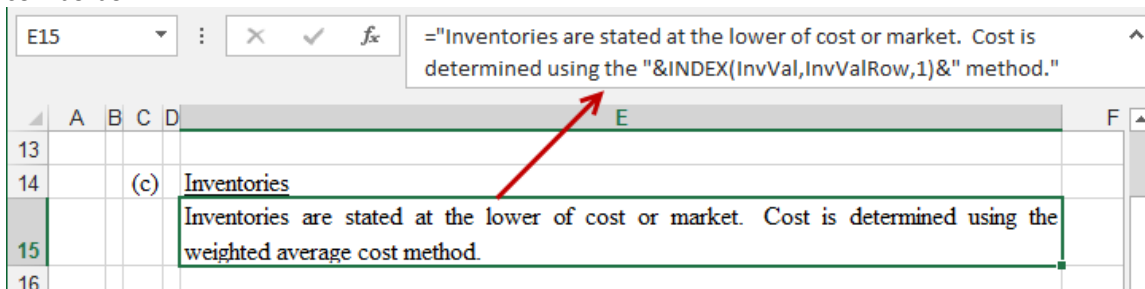 E15 fx ="Inventories are stated at the lower of cost or market.  Cost is
determined using the "&INDEX(InvVal,InvValRow,1)&" method."
A B C D E F
13
14 (c) Inventories
Inventories are stated at the lower of cost or market.  Cost is determined using the
15 weighted average cost method.
16